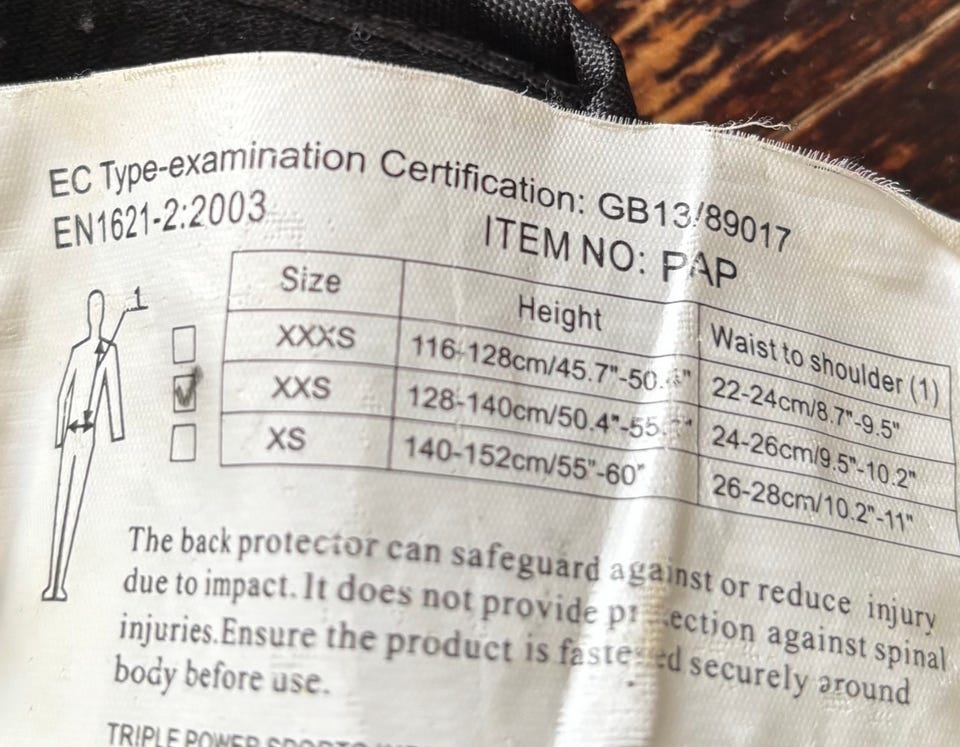 EC Type-examination Certification: GB13/89017
EN1621-2:2003
ITEM NO: PAP
1
Size Height Waist to shoulder (1)
XXXS 116-128cm/45.7"-50. " 22-24cm/8.7"-9.5"
XXS 128-140cm/50.4"-55. " 24-26cm/9.5"-10.2"
XS 140-152cm/55"-60" 26-28cm/10.2"-11"
The back protector can safeguard against or reduce injury
due to impact. It does not provide against spinal
injuries.Ensure the product is securely around
body before use.
TRIPLE POWER